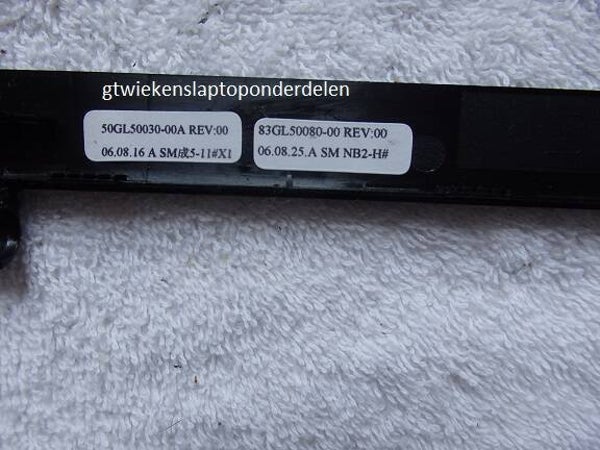 gtwiekenslaptoponderdelen
50GL50030-00A REV:00
06.08.16 A SM成5-11#X1
83GL50080-00 REV:00
06.08.25.A SM NB2-H#